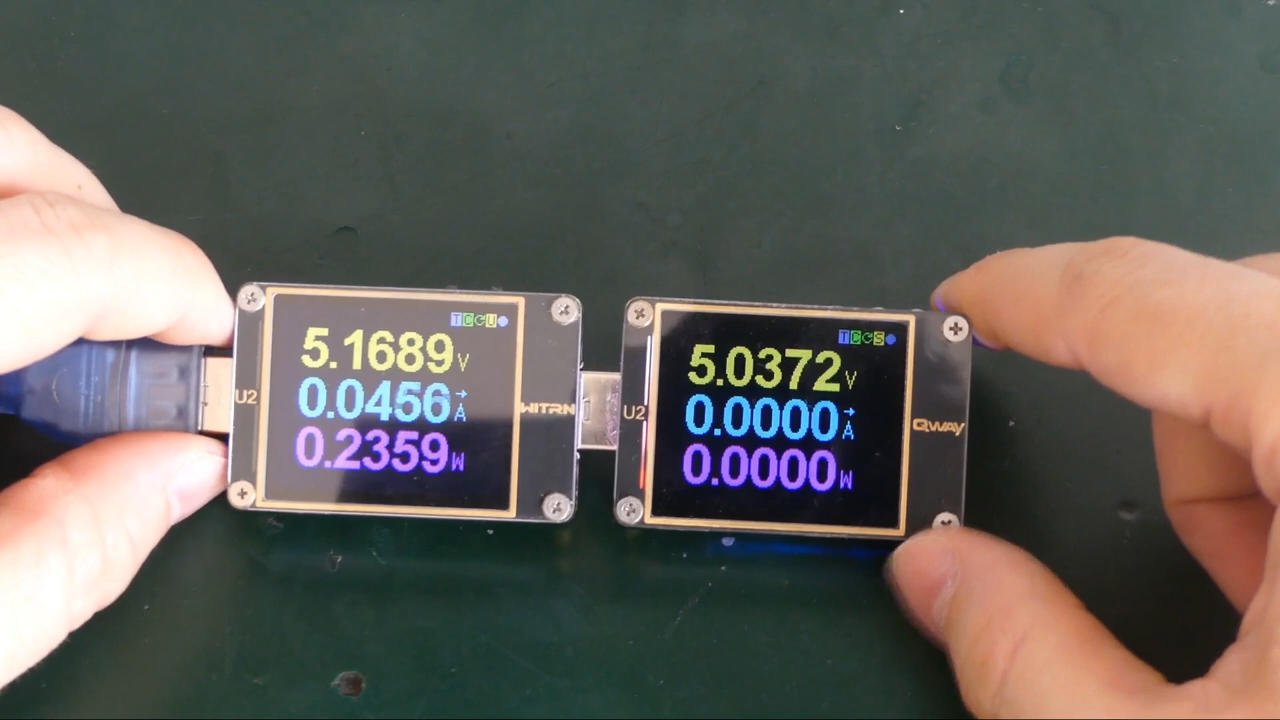 TCCU
5.1689V
0.0456A
0.2359W
U2
WITRN
TCCS
5.0372V
0.0000A
0.0000W
U2
QWAY